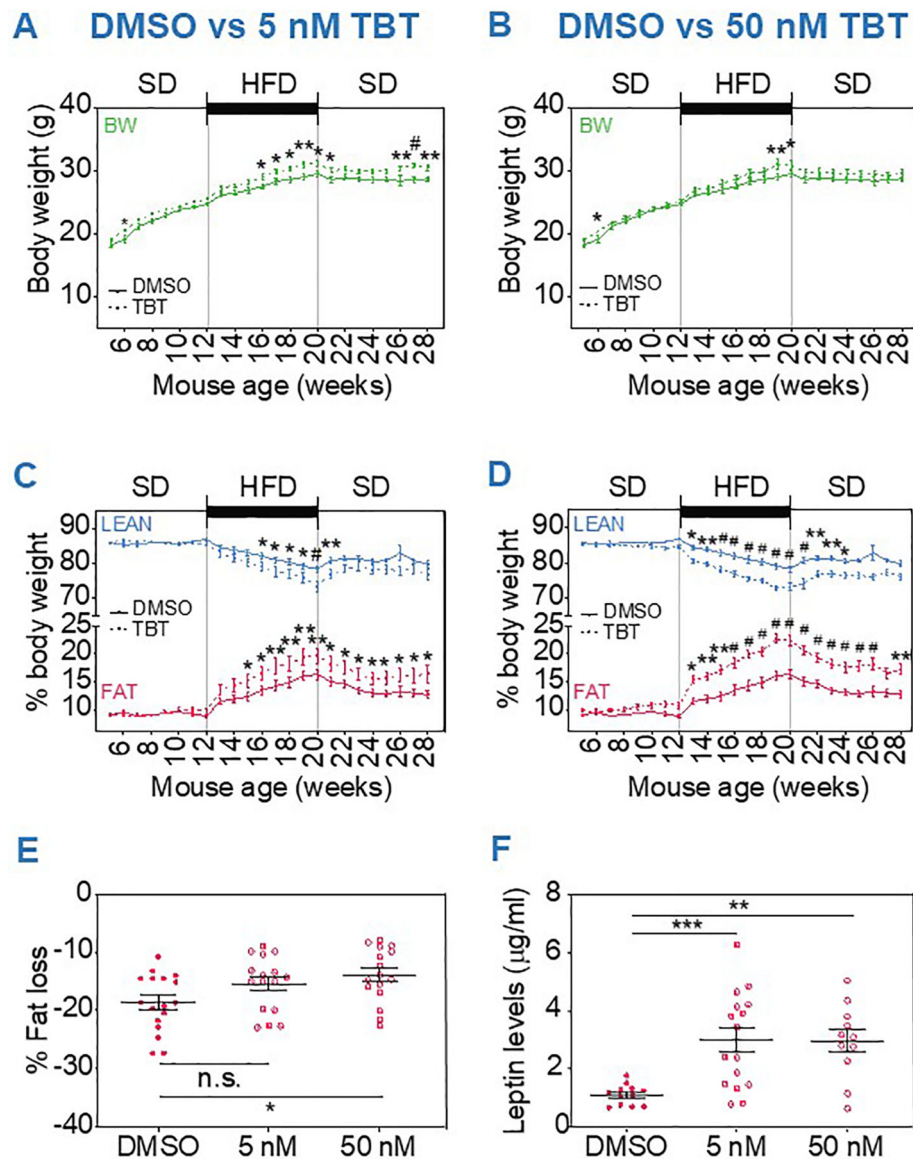 A DMSO vs 5 nM TBT
SD HFD SD
BW
Body weight (g)
40
30
20
10
* * * * ** * * ** # **
DMSO
TBT
6 8 10 12 14 16 18 20 22 24 26 28
Mouse age (weeks)
B DMSO vs 50 nM TBT
SD HFD SD
BW
Body weight (g)
40
30
20
10
* ** *
DMSO
TBT
6 8 10 12 14 16 18 20 22 24 26 28
Mouse age (weeks)
C
SD HFD SD
LEAN
% body weight
90
80
70
25
20
15
10
* * * * # **
DMSO
TBT
FAT
6 8 10 12 14 16 18 20 22 24 26 28
Mouse age (weeks)
D
SD HFD SD
LEAN
% body weight
90
80
70
25
20
15
10
DMSO
TBT
FAT
6 8 10 12 14 16 18 20 22 24 26 28
Mouse age (weeks)
E
% Fat loss
0
-10
-20
-30
-40
n.s.
*
DMSO 5 nM 50 nM
F
Leptin levels (µg/ml)
8
6
4
2
0
**
***
DMSO 5 nM 50 nM